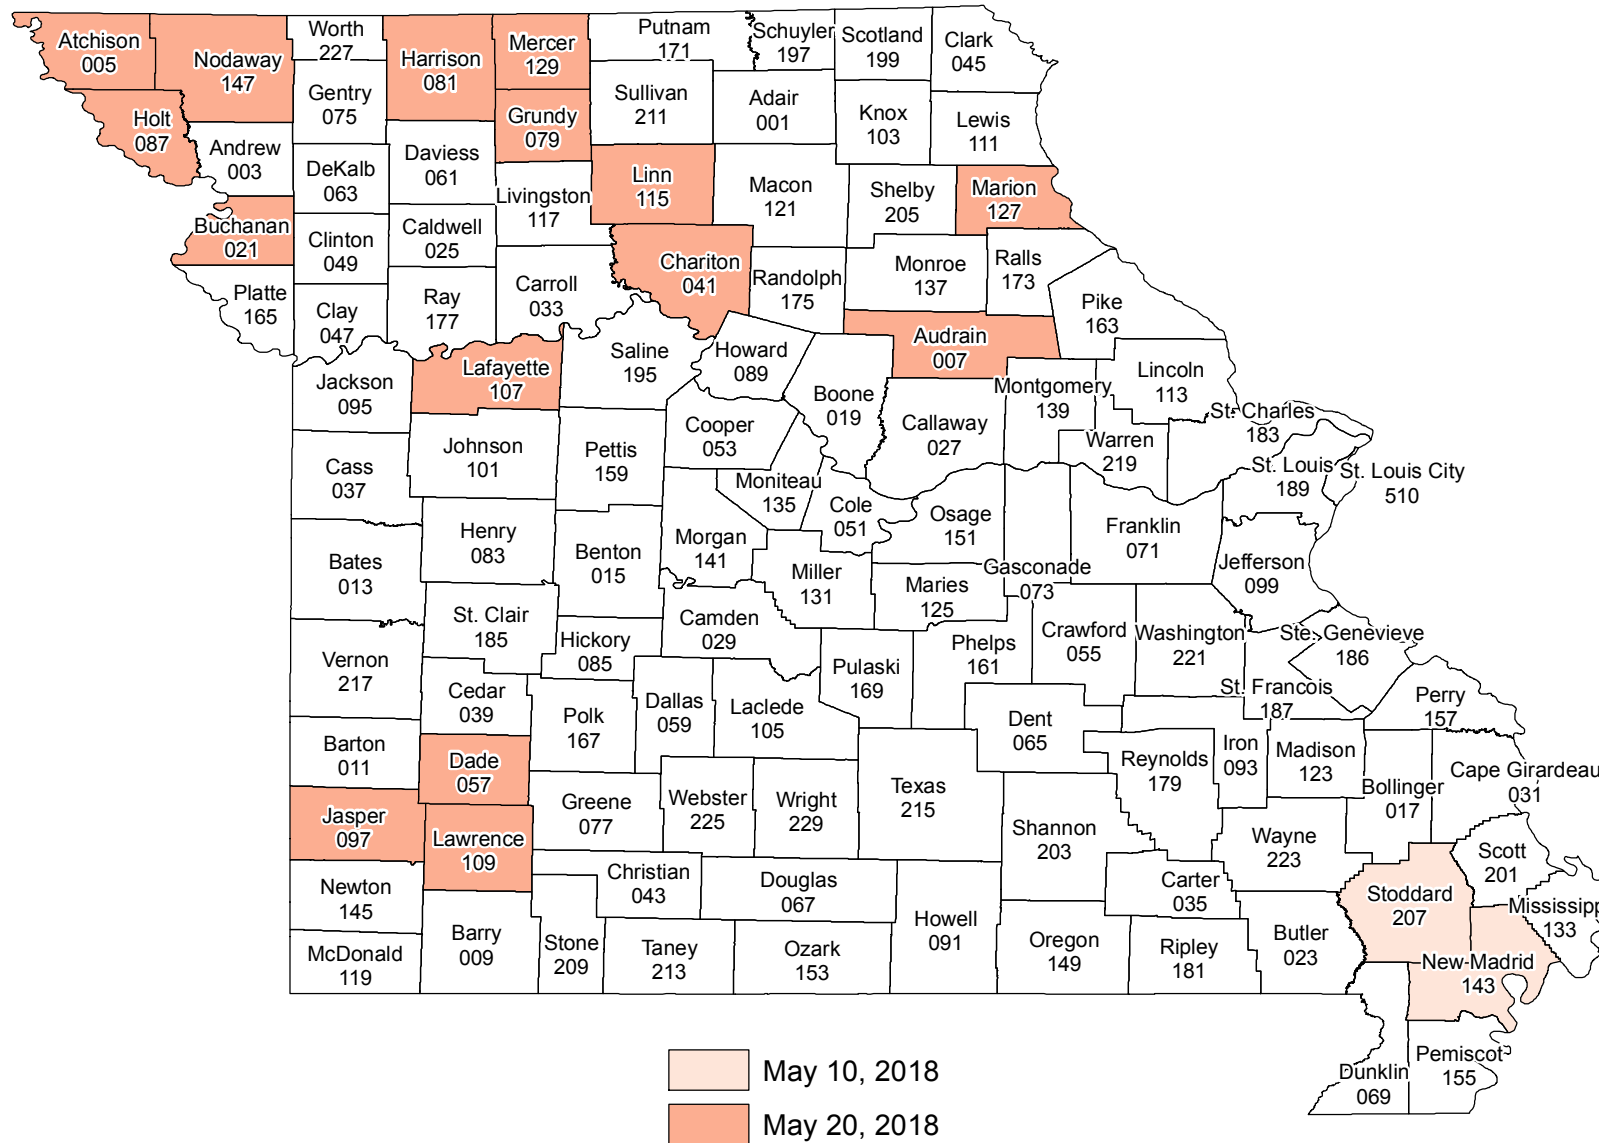 Atchison
005
Nodaway
147
Worth
227
Harrison
081
Mercer
129
Putnam
171
Schuyler
197
Scotland
199
Clark
045
Holt
087
Andrew
003
Gentry
075
DeKalb
063
Daviess
061
Grundy
079
Sullivan
211
Adair
001
Knox
103
Lewis
111
Livingston
117
Linn
115
Macon
121
Shelby
205
Marion
127
Buchanan
021
Clinton
049
Caldwell
025
Platte
165
Clay
047
Ray
177
Carroll
033
Chariton
041
Randolph
175
Monroe
137
Ralls
173
Pike
163
Jackson
095
Lafayette
107
Saline
195
Howard
089
Boone
019
Audrain
007
Callaway
027
Montgomery
139
Lincoln
113
Warren
219
St. Charles
183
St. Louis
189
St. Louis City
510
Cass
037
Johnson
101
Pettis
159
Cooper
053
Moniteau
135
Cole
051
Osage
151
Gasconade
073
Franklin
071
Jefferson
099
Bates
013
Henry
083
Benton
015
Morgan
141
Miller
131
Maries
125
Vernon
217
St. Clair
185
Hickory
085
Camden
029
Pulaski
169
Phelps
161
Crawford
055
Washington
221
Ste. Genevieve
186
St. Francois
187
Perry
157
Barton
011
Cedar
039
Polk
167
Dallas
059
Laclede
105
Dent
065
Iron
093
Madison
123
Reynolds
179
Bollinger
017
Cape Girardeau
031
Jasper
097
Dade
057
Lawrence
109
Greene
077
Webster
225
Wright
229
Texas
215
Shannon
203
Wayne
223
Scott
201
Newton
145
Christian
043
Douglas
067
Howell
091
Carter
035
Stoddard
207
Mississipp
133
McDonald
119
Barry
009
Stone
209
Taney
213
Ozark
153
Oregon
149
Ripley
181
Butler
023
New Madrid
143
Dunklin
069
Pemiscot
155
May 10, 2018
May 20, 2018